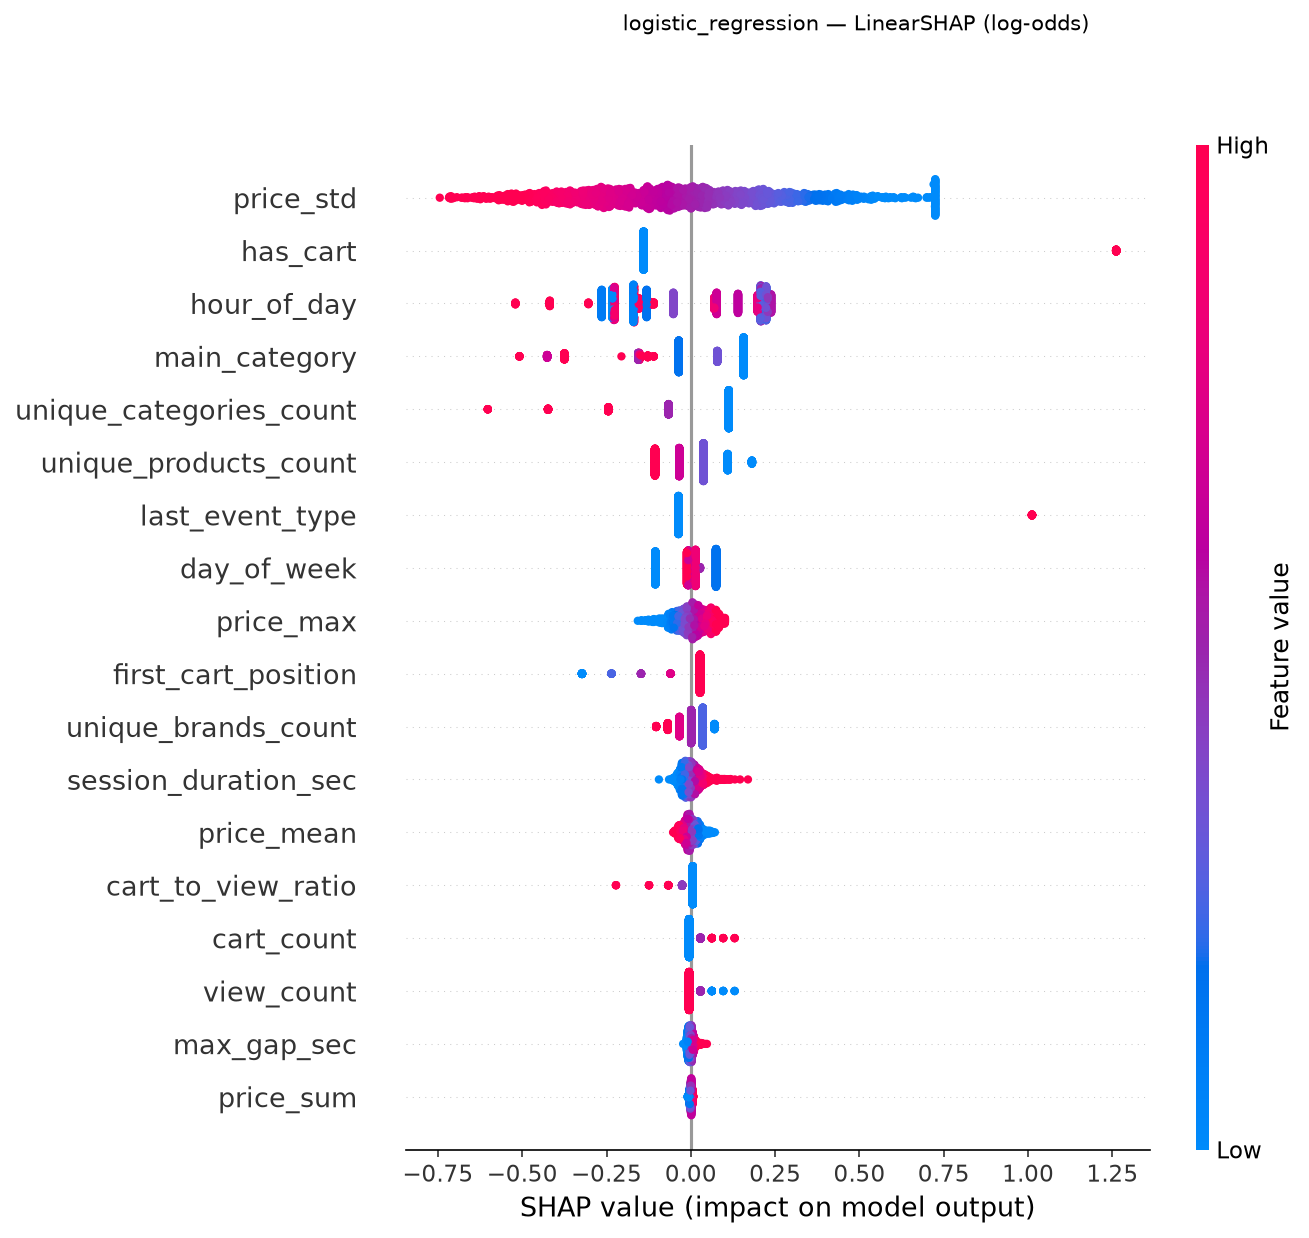 logistic_regression — LinearSHAP (log-odds)
High
price_std
has_cart
hour_of_day
main_category
unique_categories_count
unique_products_count
last_event_type
day_of_week
price_max
first_cart_position
unique_brands_count
session_duration_sec
price_mean
cart_to_view_ratio
cart_count
view_count
max_gap_sec
price_sum
Feature value
Low
−0.75 −0.50 −0.25 0.00 0.25 0.50 0.75 1.00 1.25
SHAP value (impact on model output)